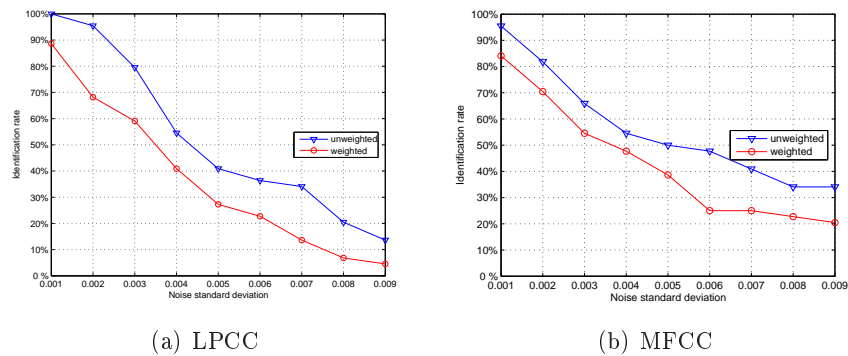 100%
90%
80%
70%
60%
50%
40%
30%
20%
10%
0 %
Identification rate
unweighted
weighted
0.001 0.002 0.003 0.004 0.005 0.006 0.007 0.008 0.009
Noise standard deviation
(a) LPCC
100%
90%
80%
70%
60%
50%
40%
30%
20%
10%
0 %
Identification rate
unweighted
weighted
0.001 0.002 0.003 0.004 0.005 0.006 0.007 0.008 0.009
Noise standard deviation
(b) MFCC